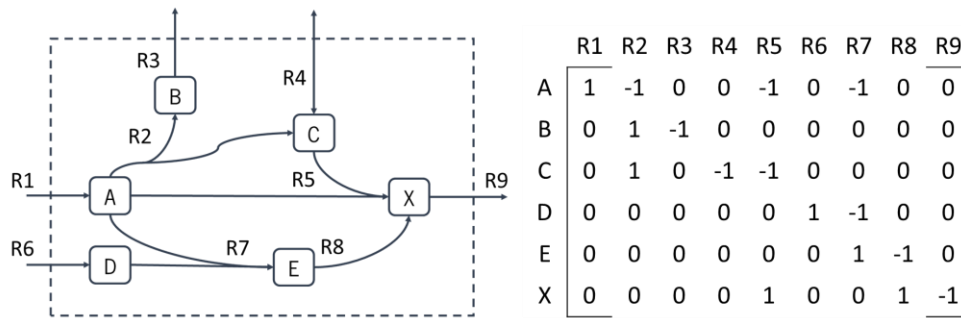 R3
R4
B
R2
C
R1
R5
R9
A
X
R6
R7
R8
D
E
R1 R2 R3 R4 R5 R6 R7 R8 R9
A 1 -1 0 0 -1 0 -1 0 0
B 0 1 -1 0 0 0 0 0 0
C 0 1 0 -1 -1 0 0 0 0
D 0 0 0 0 0 1 -1 0 0
E 0 0 0 0 0 0 1 -1 0
X 0 0 0 0 1 0 0 1 -1